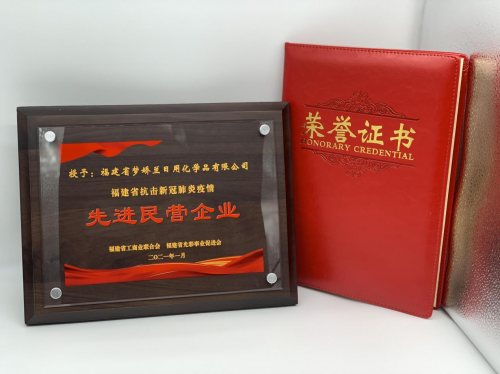 授予：福建省梦娇兰日用化学品有限公司
福建省抗击新冠肺炎疫情
先进民营企业
福建省工商业联合会 福建省光彩事业促进会
二〇二一年一月
荣誉证书
HONORARY CREDENTIAL